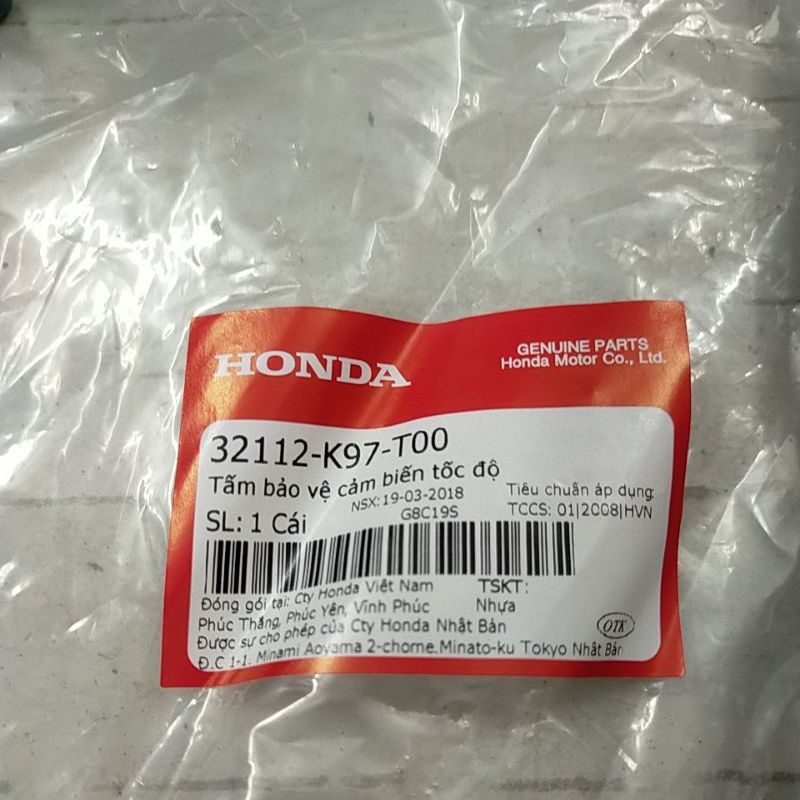 HONDA
GENUINE PARTS
Honda Motor Co., Ltd.
32112-K97-T00
Tấm bảo vệ cảm biến tốc độ
NSX: 19-03-2018
Tiêu chuẩn áp dụng:
SL: 1 Cái
G8C19S
TCCS: 01|2008|HVN
Đóng gói tại: Cty Honda Việt Nam
TSKT:
Phúc Thắng, Phúc Yên, Vĩnh Phúc
Nhựa
Được sự cho phép của Cty Honda Nhật Bản
OTK
Đ.C 1-1. Minami Aoyama 2-chome.Minato-ku Tokyo Nhật Bản